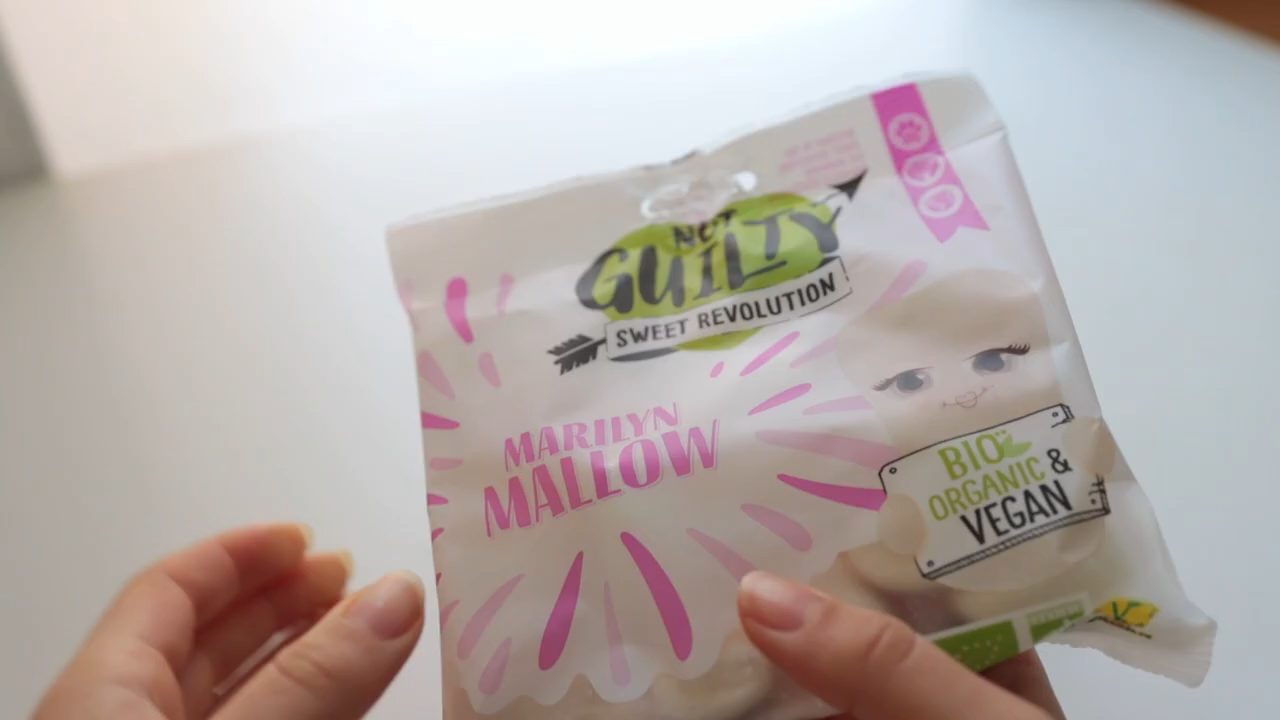 NOT
GUILTY
SWEET REVOLUTION
MARILYN
MALLOW
BIO
ORGANIC &
VEGAN
V